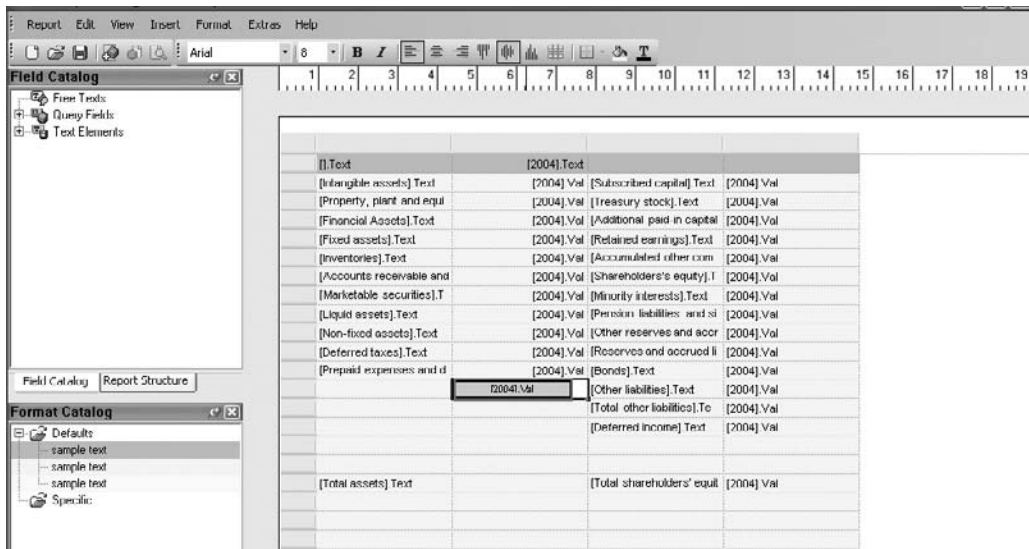 Report Edit View Insert Format Extras Help
Arial 8 B I T
Field Catalog
Free Texts
Query Fields
Text Elements
Field Catalog Report Structure
Format Catalog
Defaults
sample text
sample text
sample text
Specific
1 2 3 4 5 6 7 8 9 10 11 12 13 14 15 16 17 18 19
[].Text [2004].Text
[Intangible assets].Text [2004].Val [Subscribed capital].Text [2004].Val
[Property, plant and equi [2004].Val [Treasury stock].Text [2004].Val
[Financial Assets].Text [2004].Val [Additional paid-in capital [2004].Val
[Fixed assets].Text [2004].Val [Retained earnings].Text [2004].Val
[Inventories].Text [2004].Val [Accumulated other com [2004].Val
[Accounts receivable and [2004].Val [Shareholders's equity].T [2004].Val
[Marketable securities].T [2004].Val [Minority interests].Text [2004].Val
[Liquid assets].Text [2004].Val [Pension liabilities and si [2004].Val
[Non-fixed assets].Text [2004].Val [Other reserves and accr [2004].Val
[Deferred taxes].Text [2004].Val [Reserves and accrued li [2004].Val
[Prepaid expenses and d [2004].Val [Bonds].Text [2004].Val
[2004].Val [Other liabilities].Text [2004].Val
[Total other liabilities].Te [2004].Val
[Deferred income].Text [2004].Val
[Total assets].Text [Total shareholders' equit [2004].Val